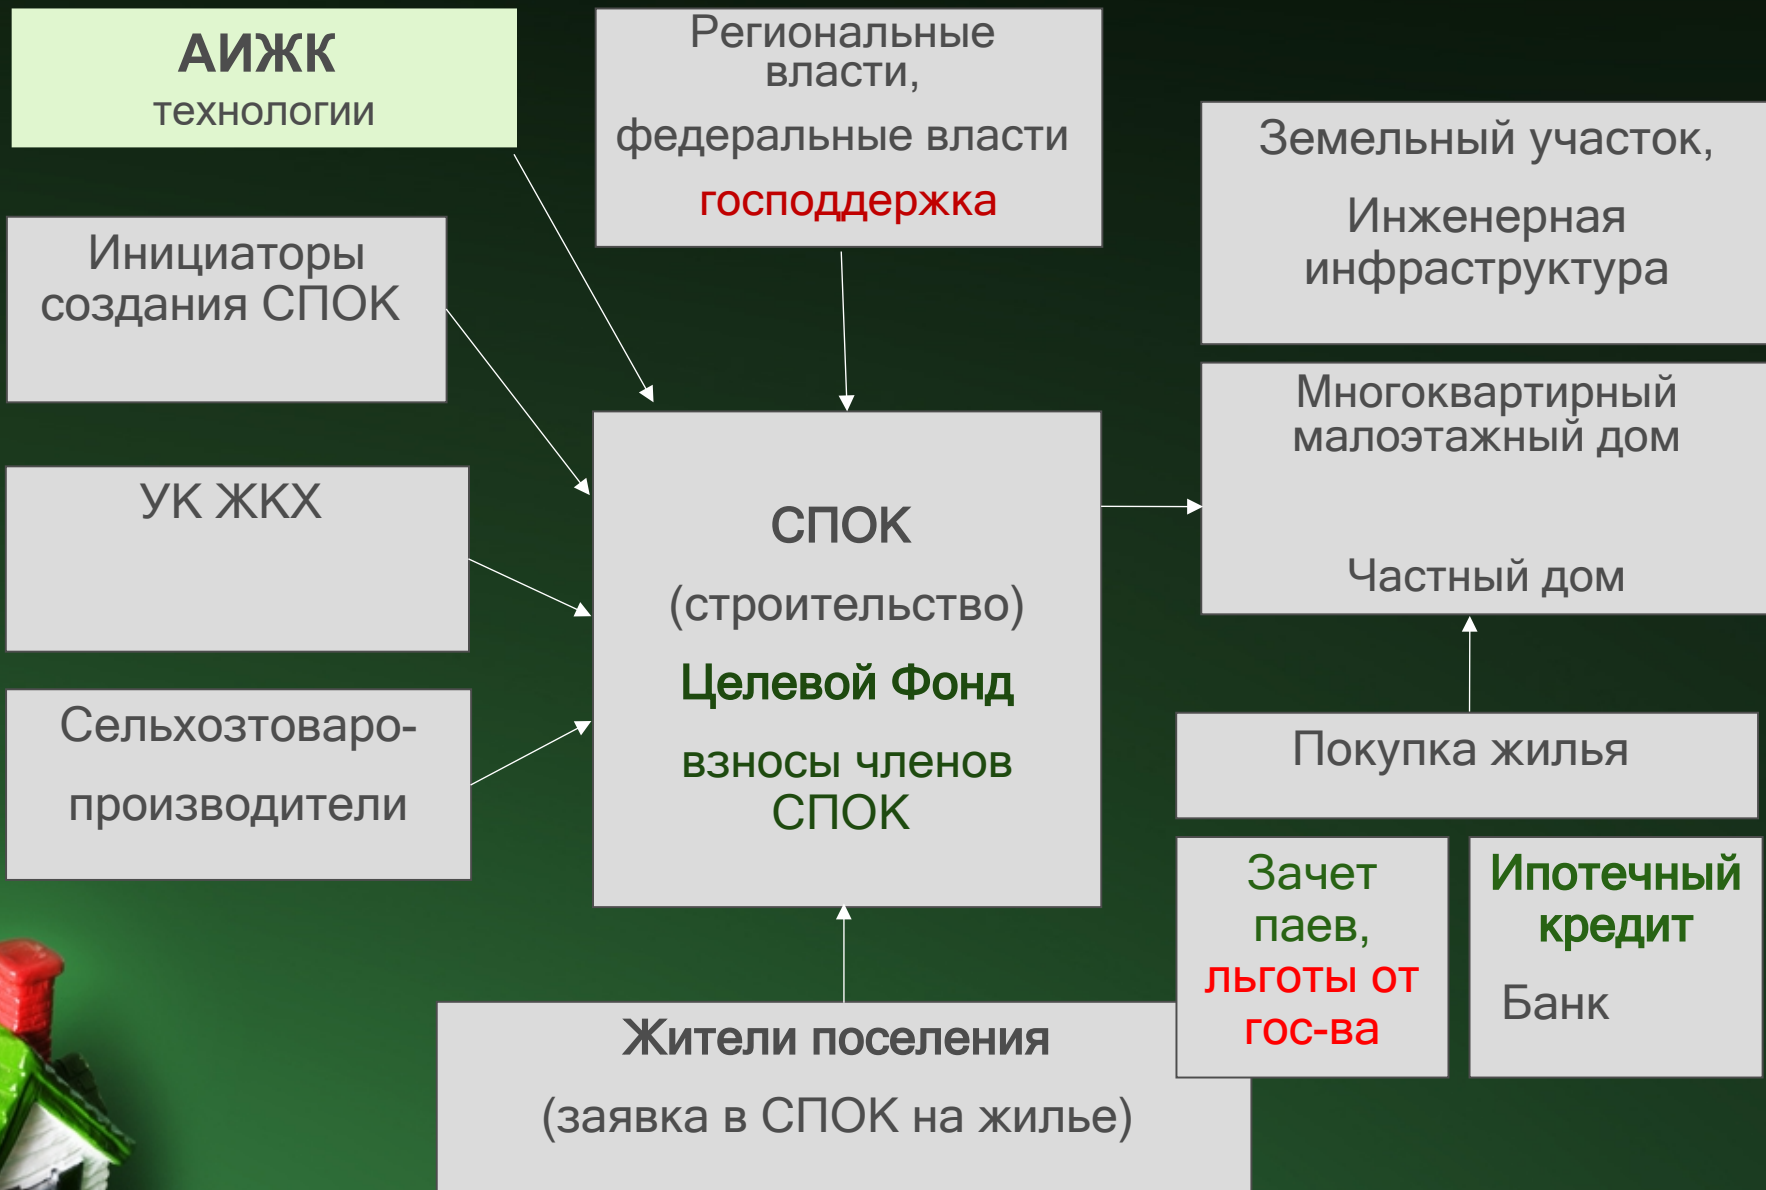 АИЖК
технологии
Региональные
власти,
федеральные власти
господдержка
Земельный участок,
Инженерная
инфраструктура
Инициаторы
создания СПОК
Многоквартирный
малоэтажный дом
Частный дом
УК ЖКХ
СПОК
(строительство)
Целевой Фонд
взносы членов
СПОК
Сельхозтоваро-
производители
Покупка жилья
Зачет
паев,
льготы от
гос-ва
Ипотечный
кредит
Банк
Жители поселения
(заявка в СПОК на жилье)